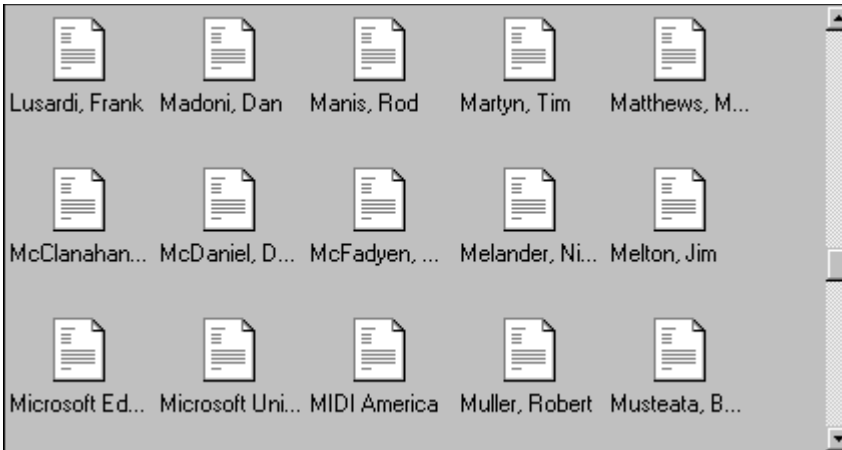 Lusardi, Frank Madoni, Dan Manis, Rod Martyn, Tim Matthews, M...
McClanahan... McDaniel, D... McFadyen, ... Melander, Ni... Melton, Jim
Microsoft Ed... Microsoft Uni... MIDI America Muller, Robert Musteata, B...